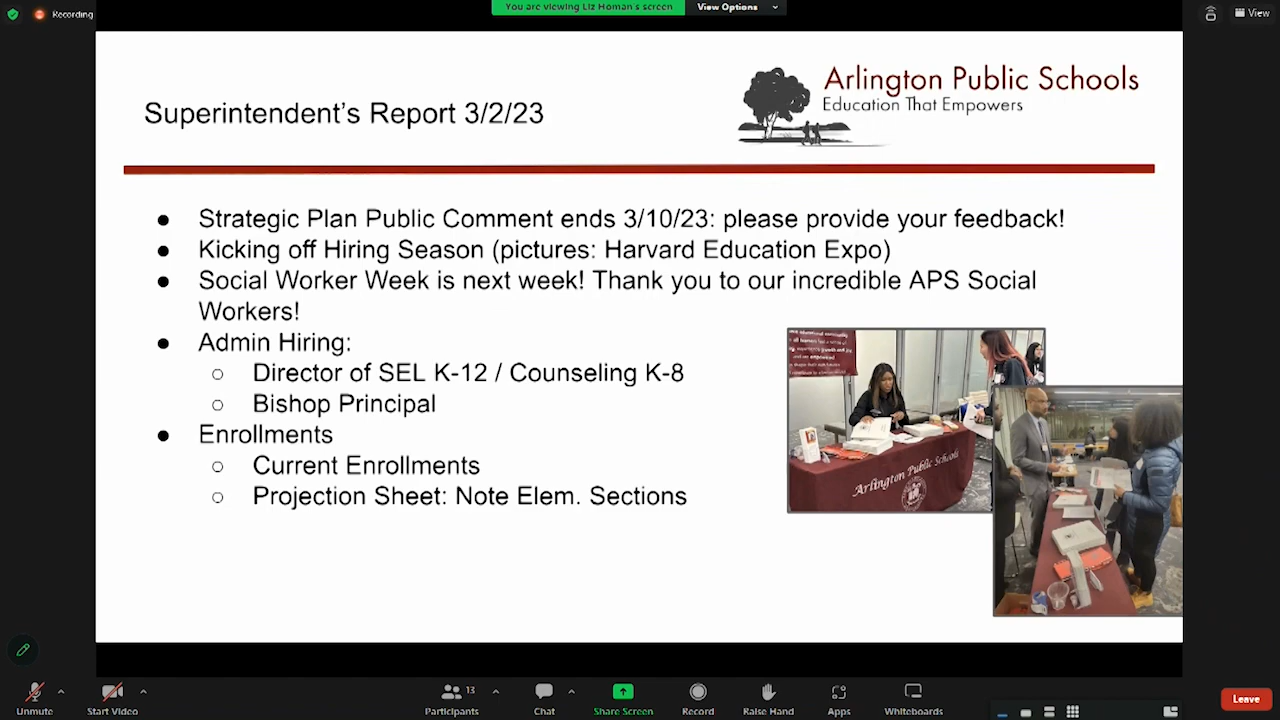 Recording
You are viewing Liz Homan's screen
View Options
View
Arlington Public Schools
Education That Empowers
Superintendent's Report 3/2/23
● Strategic Plan Public Comment ends 3/10/23: please provide your feedback!
● Kicking off Hiring Season (pictures: Harvard Education Expo)
● Social Worker Week is next week! Thank you to our incredible APS Social
Workers!
● Admin Hiring:
○ Director of SEL K-12 / Counseling K-8
○ Bishop Principal
● Enrollments
○ Current Enrollments
○ Projection Sheet: Note Elem. Sections
Arlington Public Schools
Unmute
Start Video
13
Participants
Chat
Share Screen
Record
Raise Hand
Apps
Whiteboards
Leave